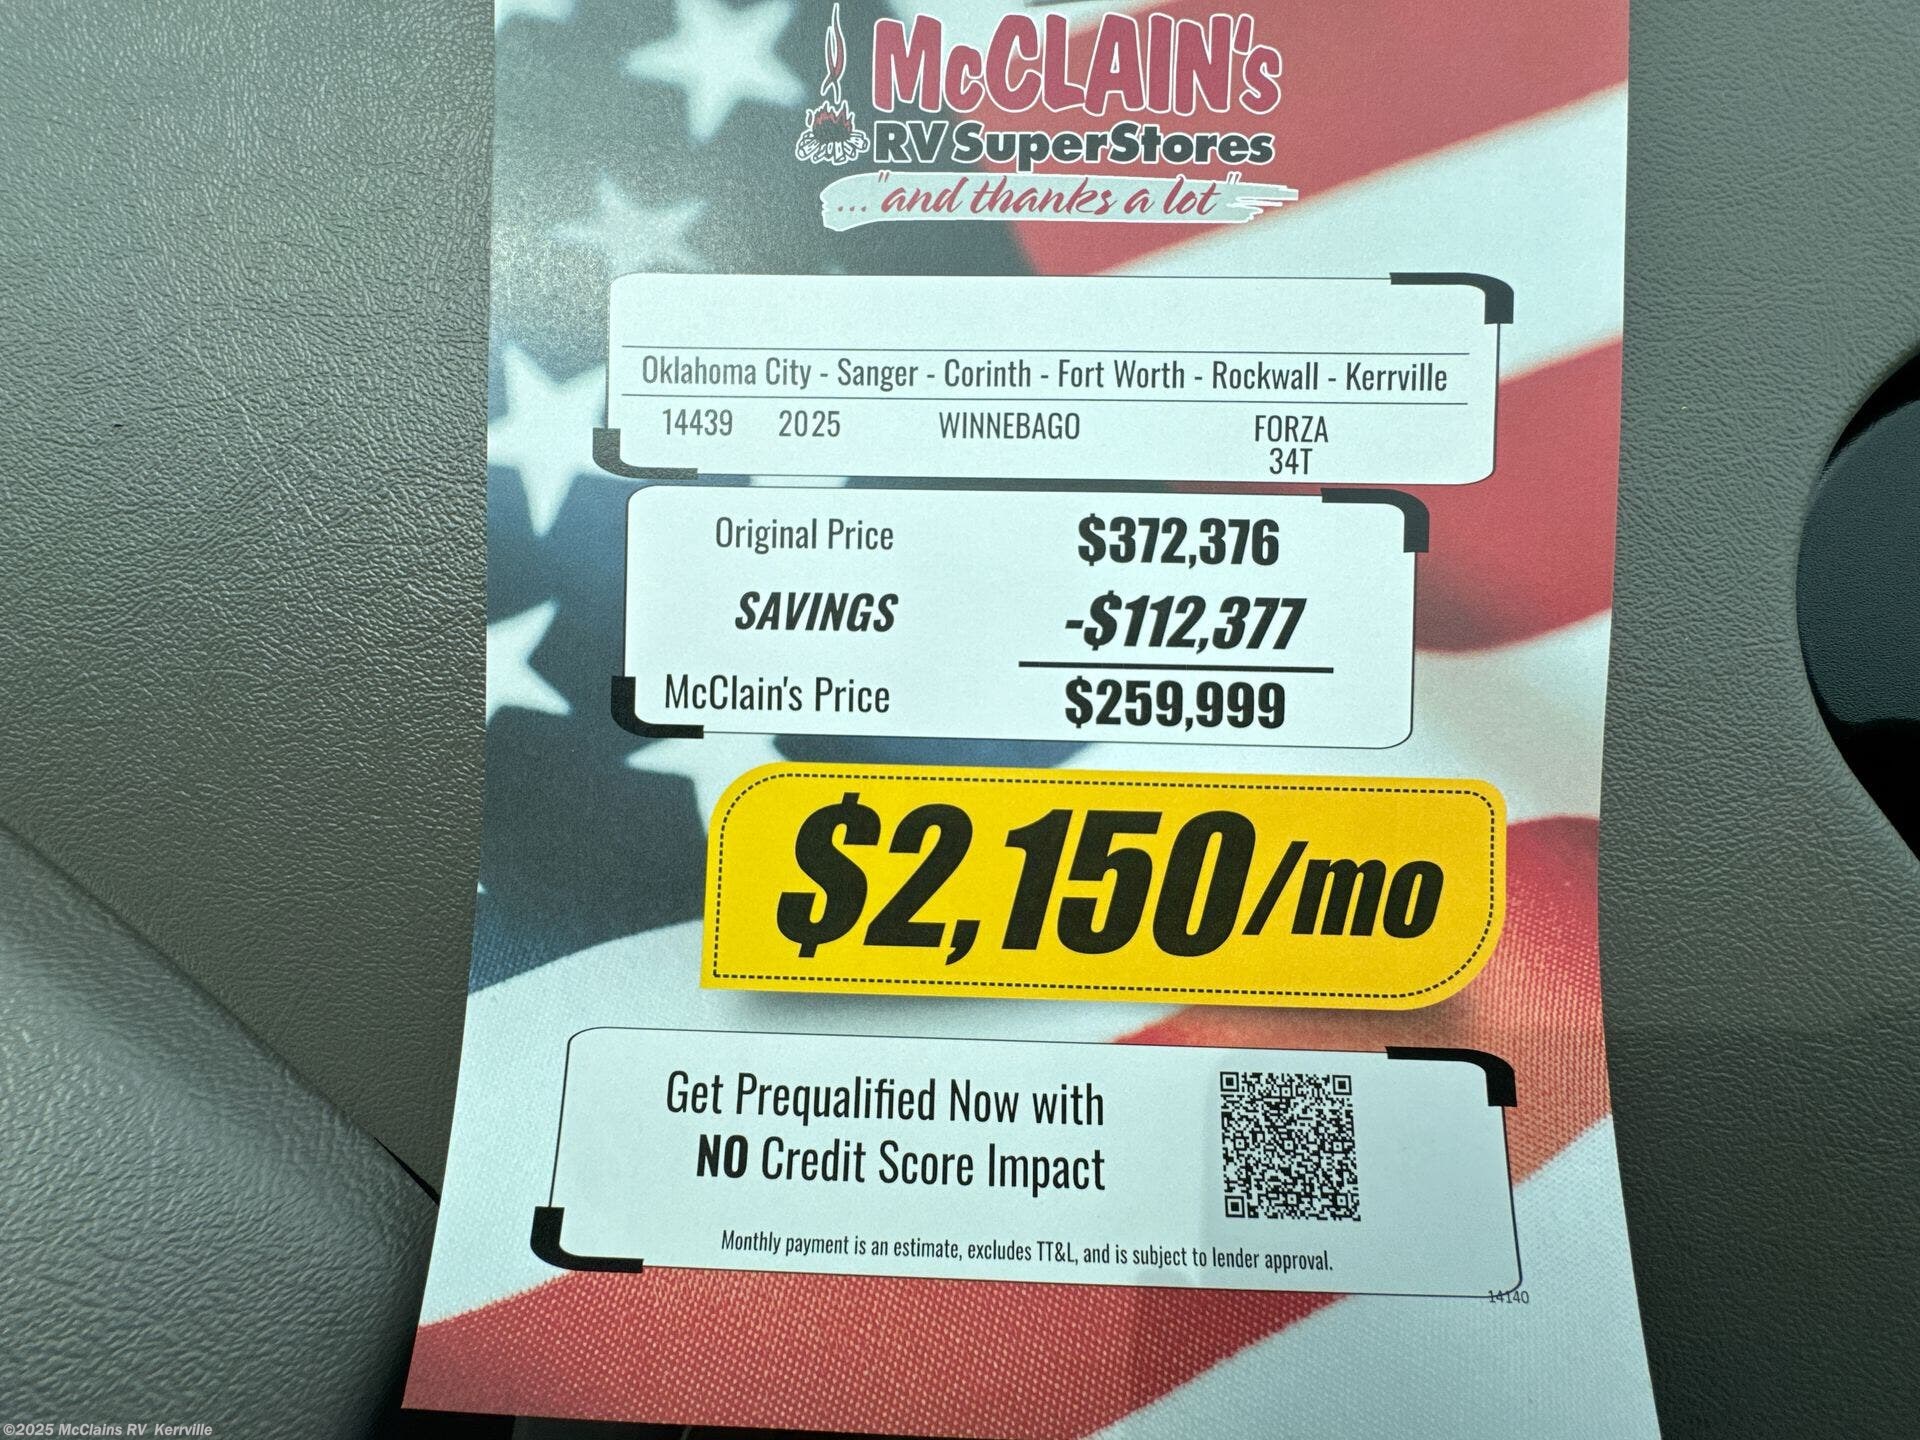 McCLAIN's
RV SuperStores
..."and thanks a lot"
Oklahoma City - Sanger - Corinth - Fort Worth - Rockwall - Kerrville
14439 2025 WINNEBAGO FORZA
34T
Original Price $372,376
SAVINGS -$112,377
McClain's Price $259,999
$2,150/mo
Get Prequalified Now with
NO Credit Score Impact
Monthly payment is an estimate, excludes TT&L, and is subject to lender approval.
14140
©2025 McClains RV Kerrville